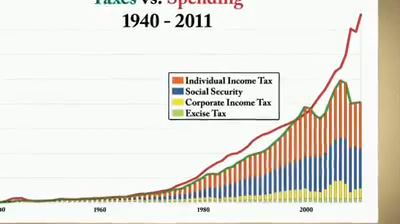 Taxes vs. Spending
1940 - 2011
Individual Income Tax
Social Security
Corporate Income Tax
Excise Tax
1960
1980
2000